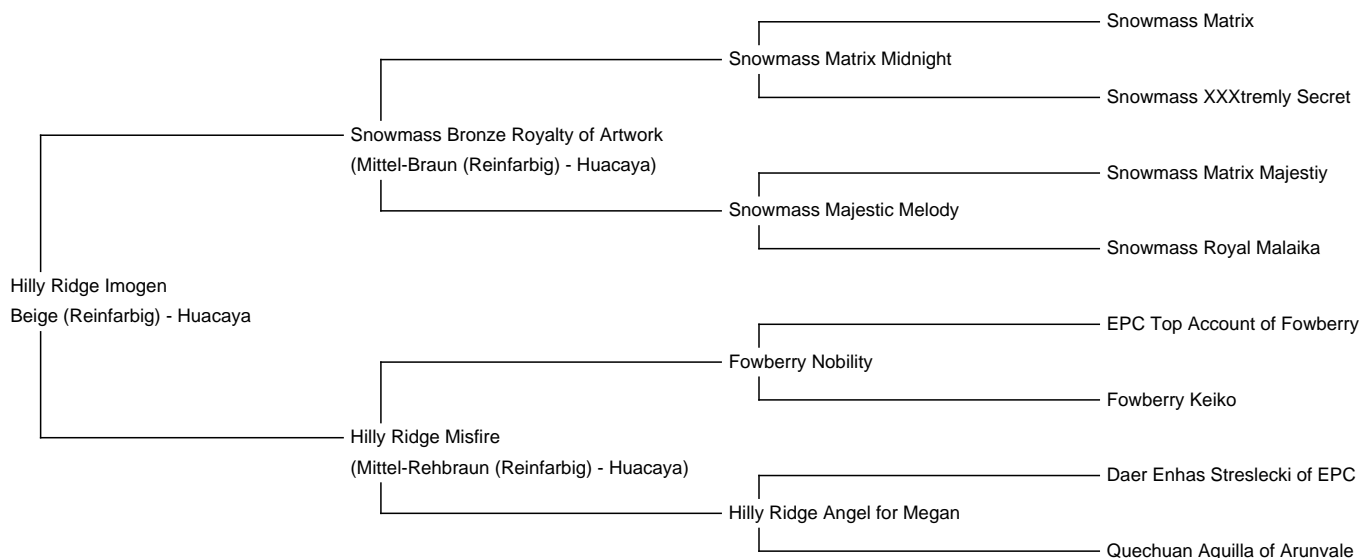 Snowmass Matrix
Snowmass Matrix Midnight
Snowmass XXXtremly Secret
Snowmass Bronze Royalty of Artwork
(Mittel-Braun (Reinfarbig) - Huacaya)
Snowmass Matrix Majestiy
Snowmass Majestic Melody
Snowmass Royal Malaika
Hilly Ridge Imogen
Beige (Reinfarbig) - Huacaya
EPC Top Account of Fowberry
Fowberry Nobility
Fowberry Keiko
Hilly Ridge Misfire
(Mittel-Rehbraun (Reinfarbig) - Huacaya)
Daer Enhas Streslecki of EPC
Hilly Ridge Angel for Megan
Quechuan Aquilla of Arunvale